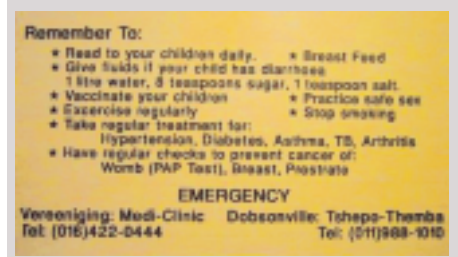 Remember To:
* Read to your children daily. * Breast Feed
* Give fluids if your child has diarrhoea
1 litre water, 8 teaspoons sugar, 1 teaspoon salt.
* Vaccinate your children * Practice safe sex
* Excercise regularly * Stop smoking
* Take regular treatment for:
Hypertension, Diabetes, Asthma, TB, Arthritis
* Have regular checks to prevent cancer of:
Womb (PAP Test), Breast, Prostrate
EMERGENCY
Vereeniging: Medi-Clinic Dobsonville: Tshepo-Themba
Tel: (016)422-0444 Tel: (011)988-1010